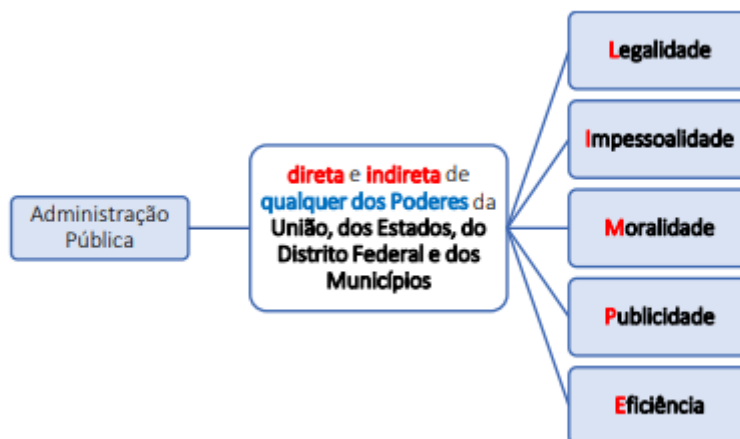 Administração
Pública
direta e indireta de
qualquer dos Poderes da
União, dos Estados, do
Distrito Federal e dos
Municípios
Legalidade
Impessoalidade
Moralidade
Publicidade
Eficiência